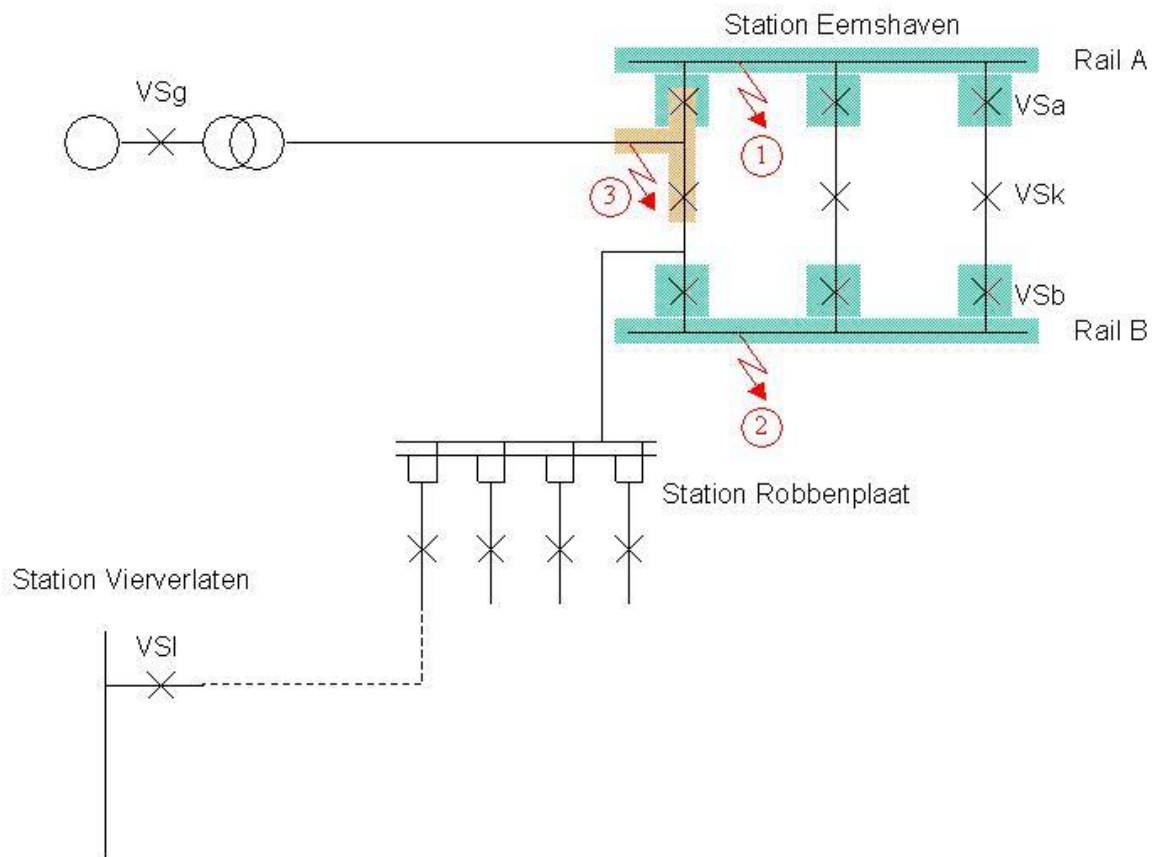 Station Eemshaven
Rail A
VSg
VSa
1
3
VSk
VSb
Rail B
2
Station Robbenplaat
Station Vierverlaten
VSl